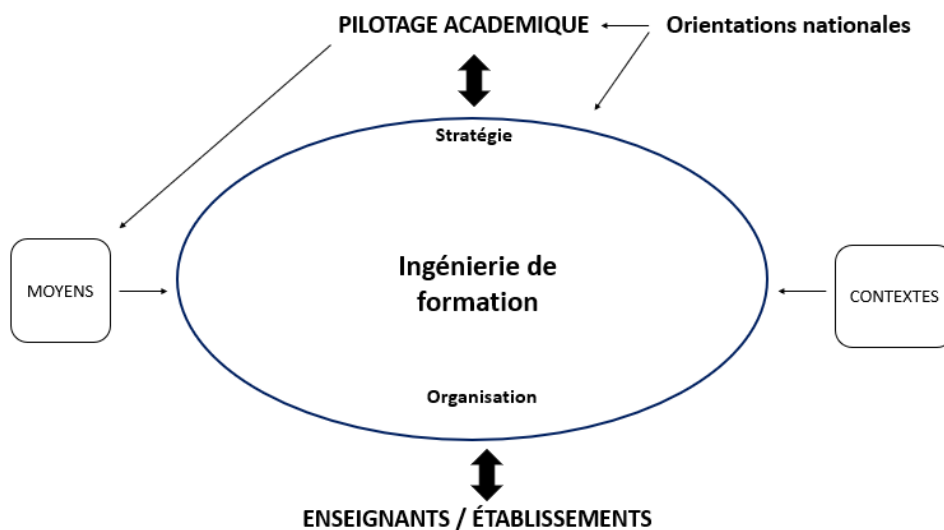 PILOTAGE ACADEMIQUE
Orientations nationales
Stratégie
Ingénierie de
formation
MOYENS
CONTEXTES
Organisation
ENSEIGNANTS / ÉTABLISSEMENTS